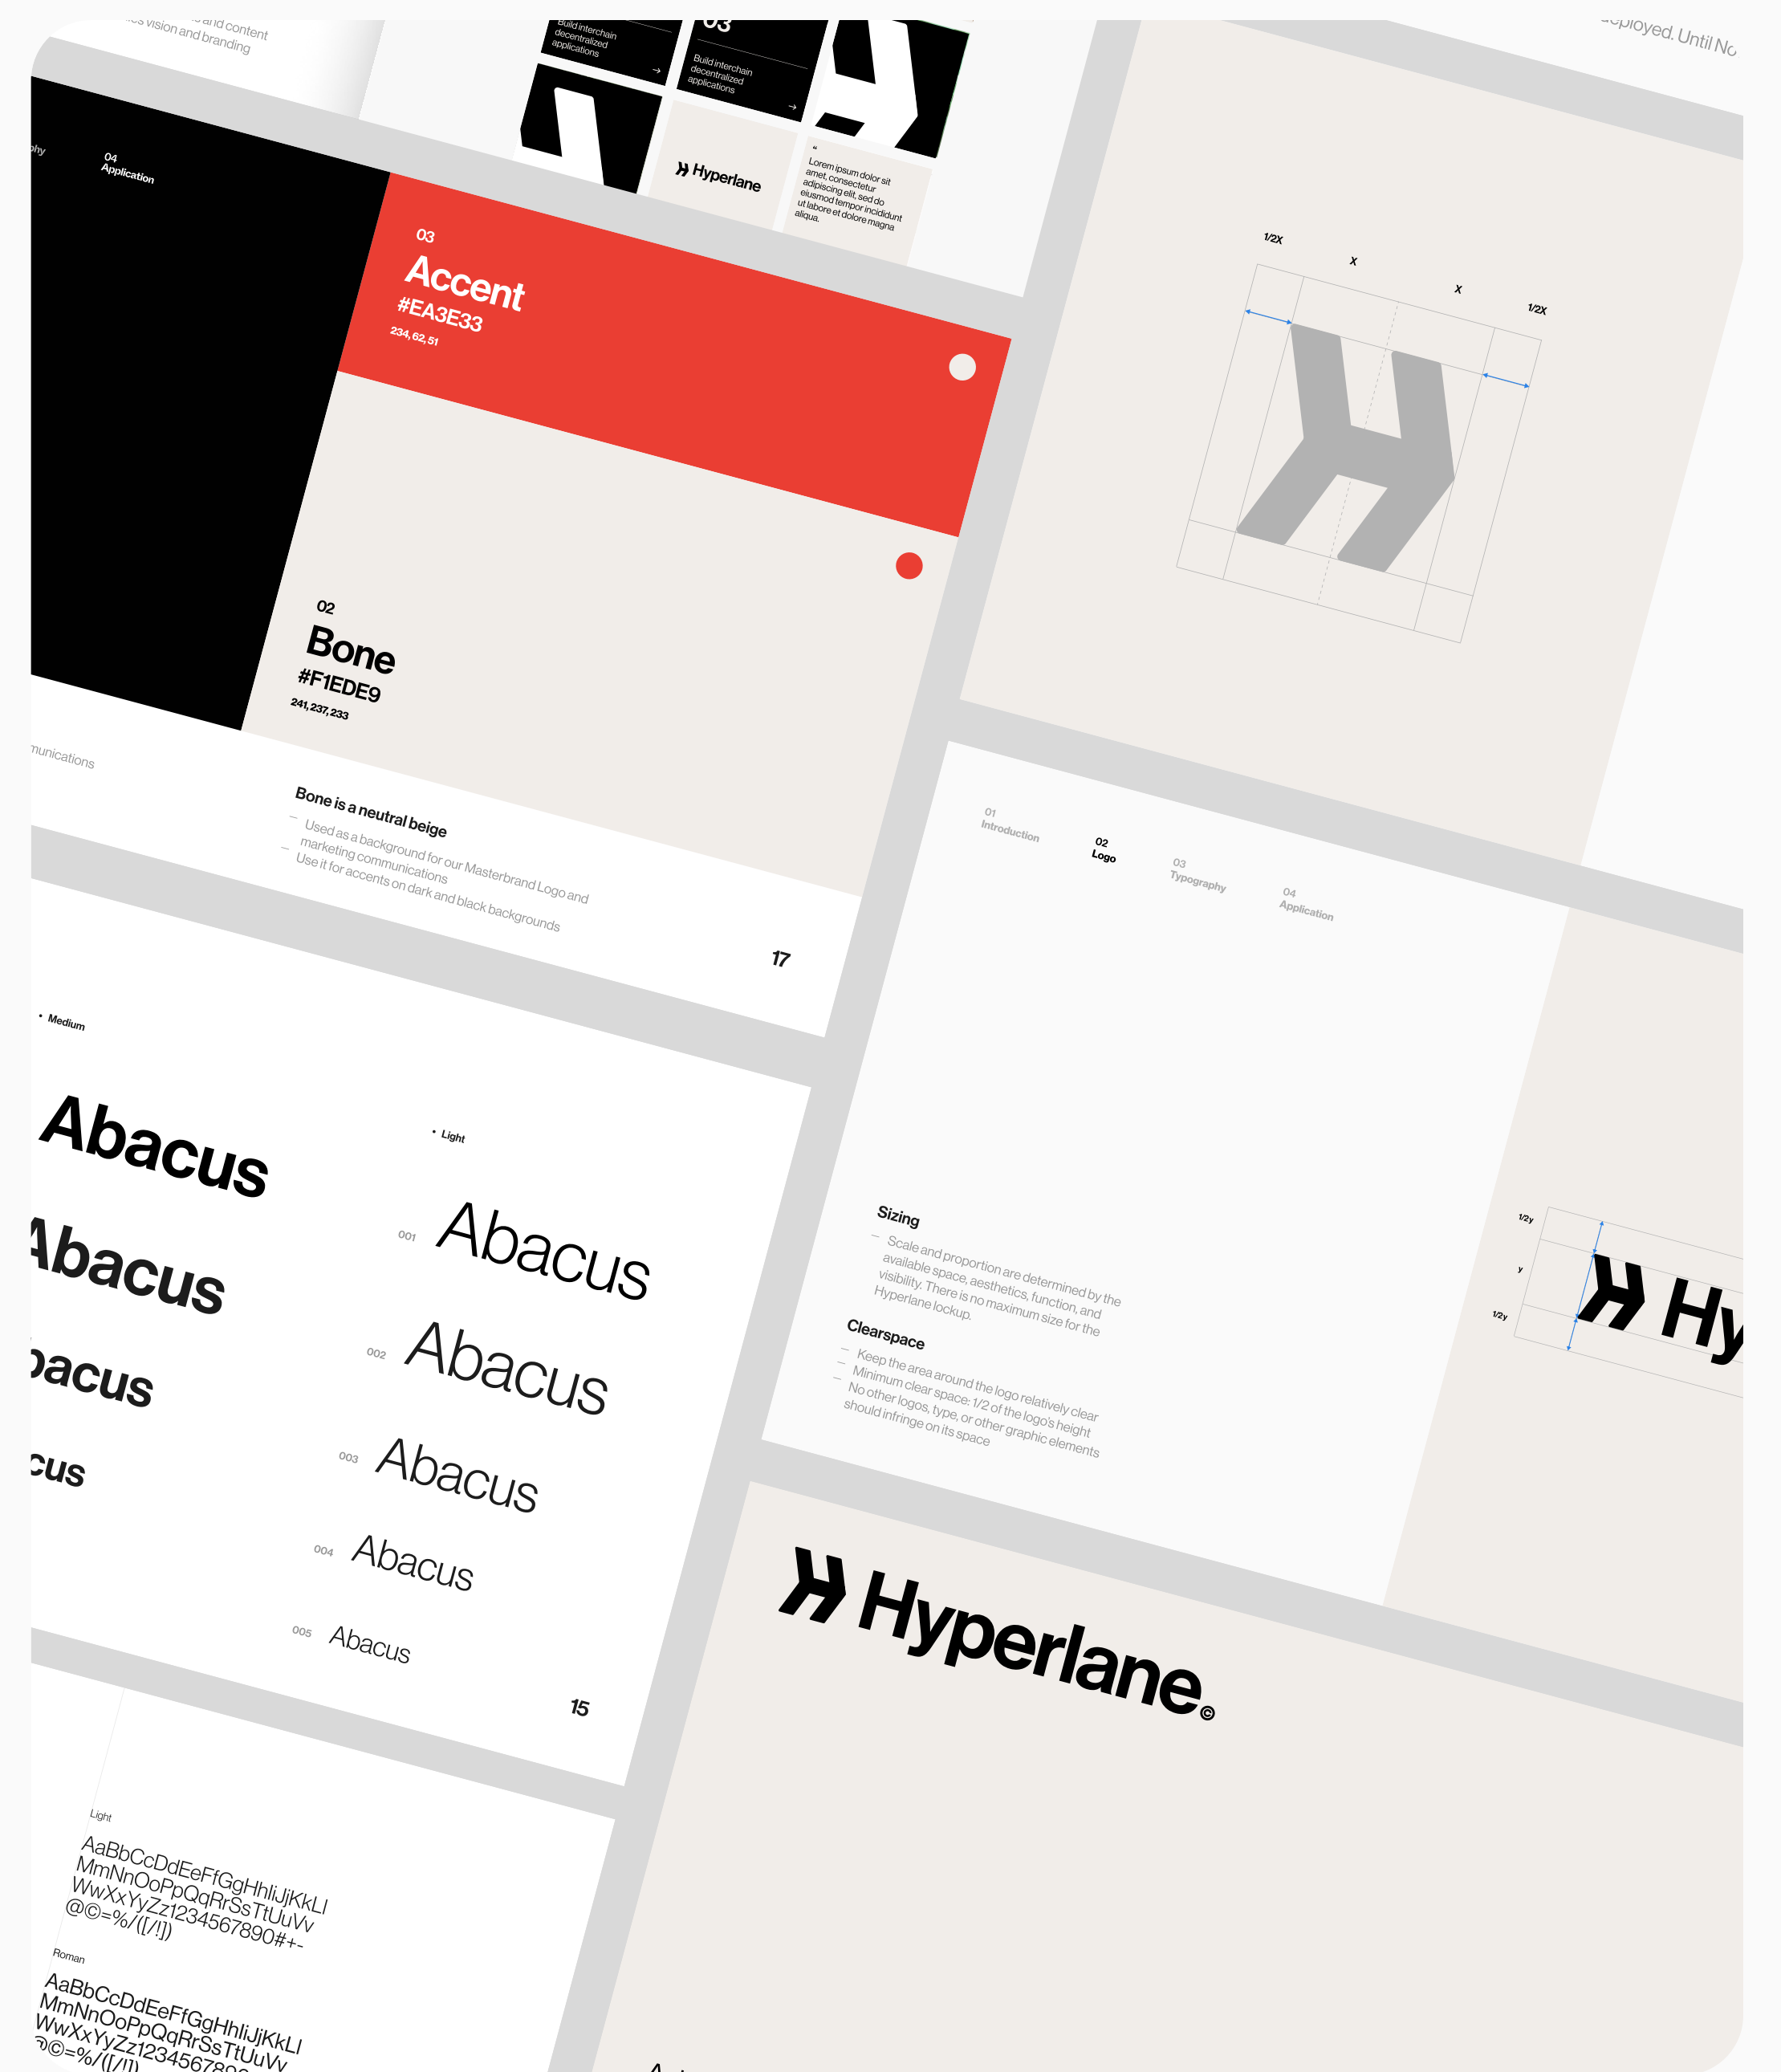 and content
vision and branding
Build interchain
decentralized
applications
→
03
Build interchain
decentralized
applications
→
Hyperlane
“
Lorem ipsum dolor sit
amet, consectetur
adipiscing elit, sed do
eiusmod tempor incididunt
ut labore et dolore magna
aliqua.
deployed. Until No
04
Application
03
Accent
#EA3E33
234, 62, 51
02
Bone
#F1EDE9
241, 237, 233
munications
Bone is a neutral beige
— Used as a background for our Masterbrand Logo and
marketing communications
— Use it for accents on dark and black backgrounds
17
1/2X
X
X
1/2X
01
Introduction
02
Logo
03
Typography
04
Application
Sizing
— Scale and proportion are determined by the
available space, aesthetics, function, and
visibility. There is no maximum size for the
Hyperlane lockup.
Clearspace
— Keep the area around the logo relatively clear
— Minimum clear space: 1/2 of the logo's height
— No other logos, type, or other graphic elements
should infringe on its space
1/2y
y
1/2y
Hy
• Medium
Abacus
Abacus
bacus
cus
• Light
001 Abacus
002 Abacus
003 Abacus
004 Abacus
005 Abacus
15
Hyperlane©
Light
AaBbCcDdEeFfGgHhIiJjKkLl
MmNnOoPpQqRrSsTtUuVv
WwXxYyZz1234567890#+-
@©=%/([/!])
Roman
AaBbCcDdEeFfGgHhIiJjKkLl
MmNnOoPpQqRrSsTtUuVv
WwXxYyZz1234567890
@©=%/([/!])